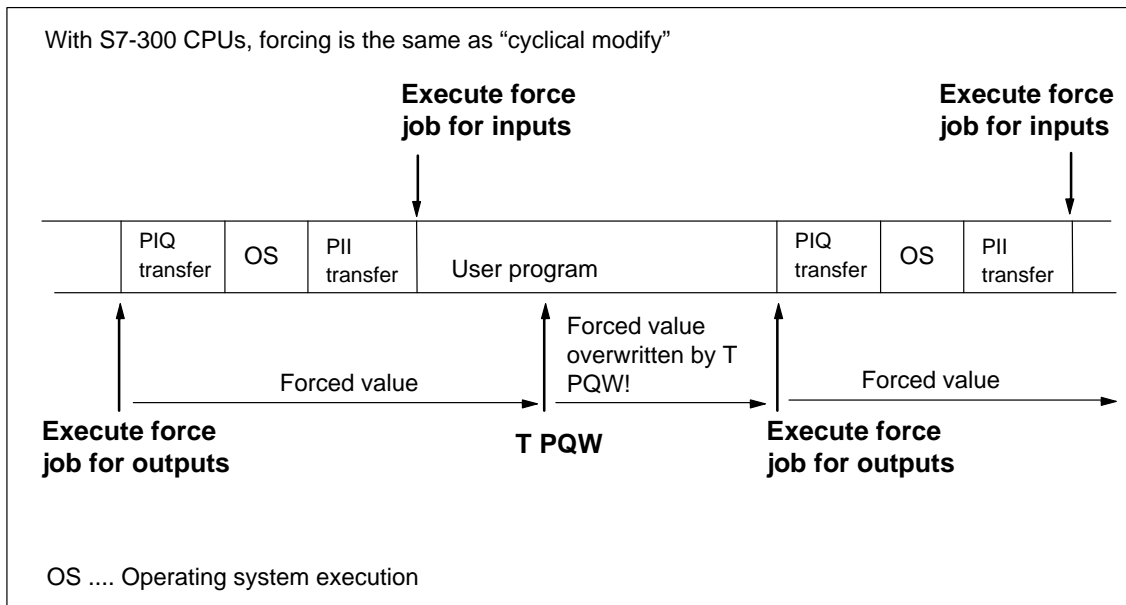 With S7-300 CPUs, forcing is the same as “cyclical modify”
Execute force
job for inputs
Execute force
job for inputs
PIQ
transfer
OS
PII
transfer
User program
PIQ
transfer
OS
PII
transfer
Forced value
Forced value
overwritten by T
PQW!
Forced value
Execute force
job for outputs
T PQW
Execute force
job for outputs
OS .... Operating system execution